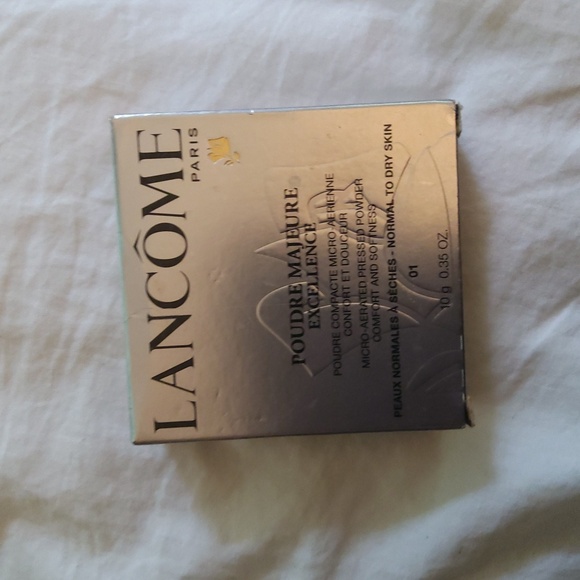 LANCÔME
PARIS
POUDRE MAJEURE
EXCELLENCE
POUDRE COMPACTE MICRO-AÉRIENNE
CONFORT ET DOUCEUR
MICRO-AERATED PRESSED POWDER
COMFORT AND SOFTNESS
PEAUX NORMALES À SÈCHES - NORMAL TO DRY SKIN
01
10 g 0.35 OZ.